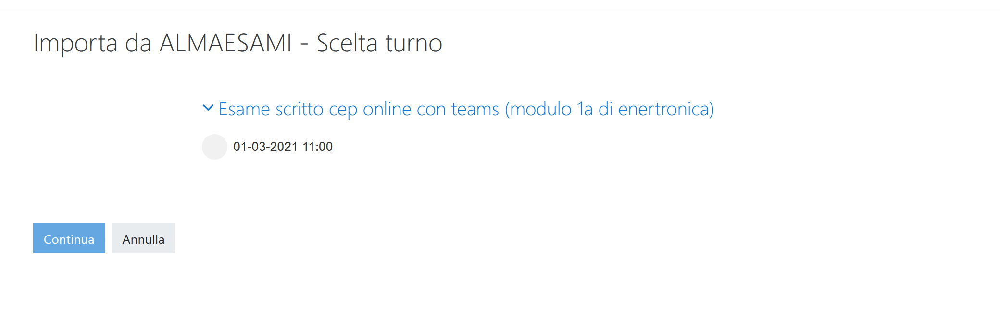 Importa da ALMAESAMI - Scelta turno
Esame scritto cep online con teams (modulo 1a di enertronica)
01-03-2021 11:00
Continua
Annulla